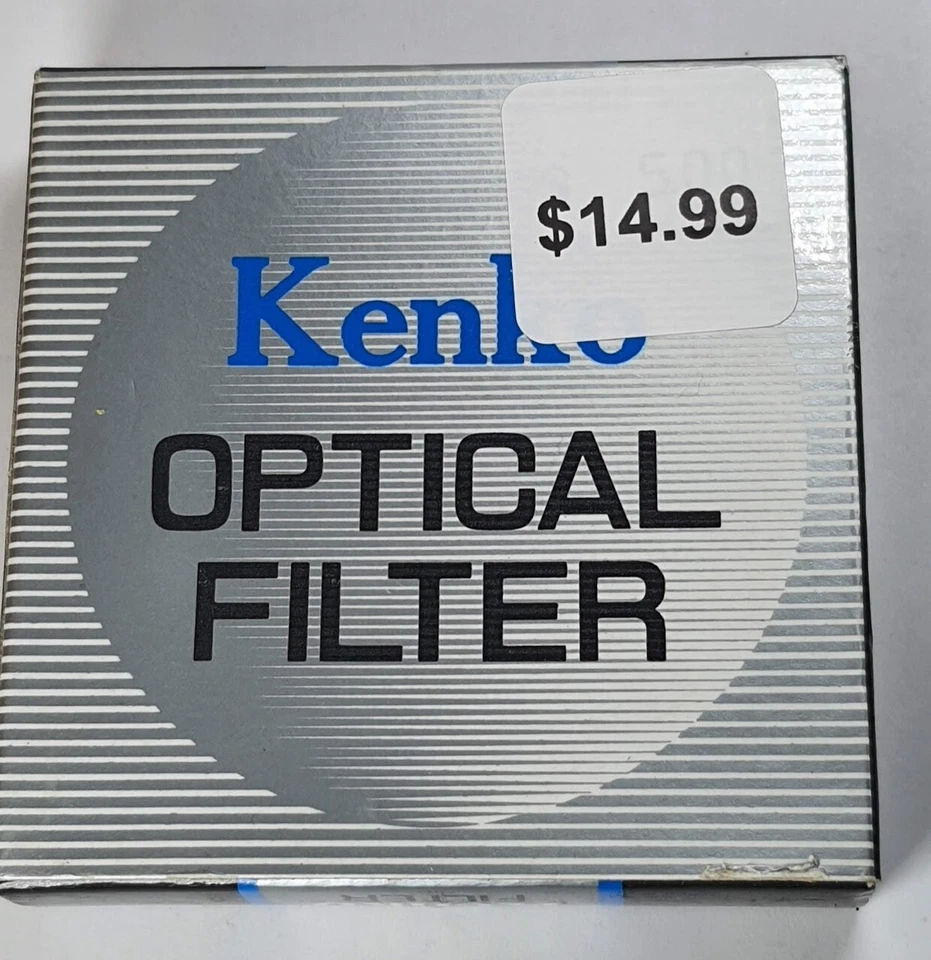 $14.99
Kenko
OPTICAL
FILTER